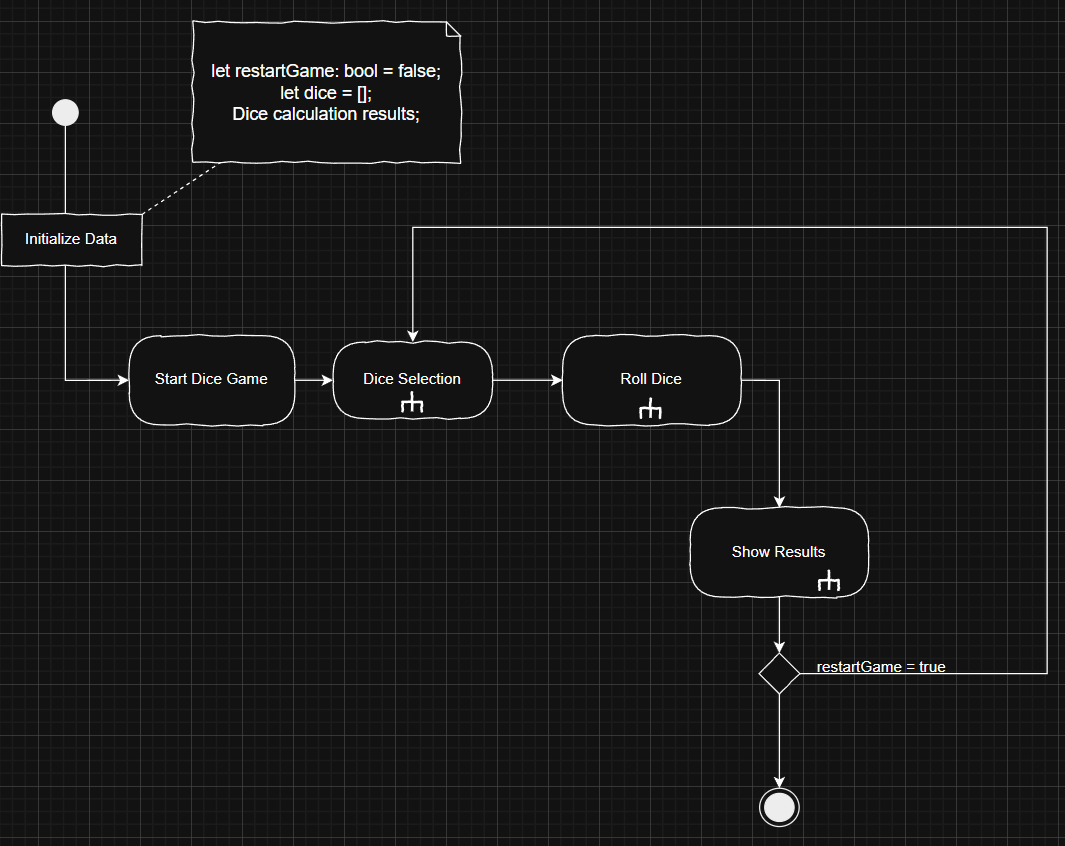 let restartGame: bool = false;
let dice = [];
Dice calculation results;
Initialize Data
Start Dice Game
Dice Selection
Roll Dice
Show Results
restartGame = true